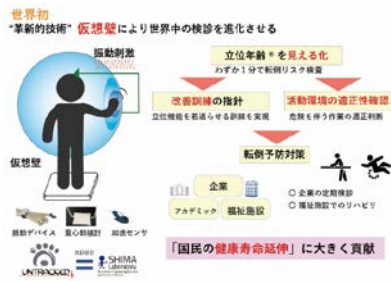 世界初
“革新的技術” 仮想壁により世界中の検診を進化させる
振動刺激
仮想壁
振動デバイス
重心動揺計
加速センサ
UNTRACKED
SHIMA
Laboratory
立位年齢®を見える化
わずか1分で転倒リスク検査
改善訓練の指針
立位機能を若返らせる訓練を実現
活動環境の適正性確認
危険を伴う作業の適正判断
転倒予防対策
企業
アカデミック
福祉施設
○ 企業の定期検診
○ 福祉施設でのリハビリ
「国民の健康寿命延伸」に大きく貢献